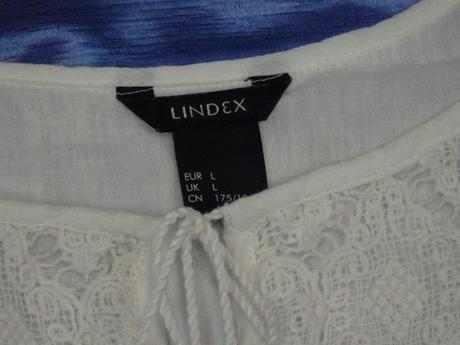 LINDEX
EUR L
UK L
CN 175/